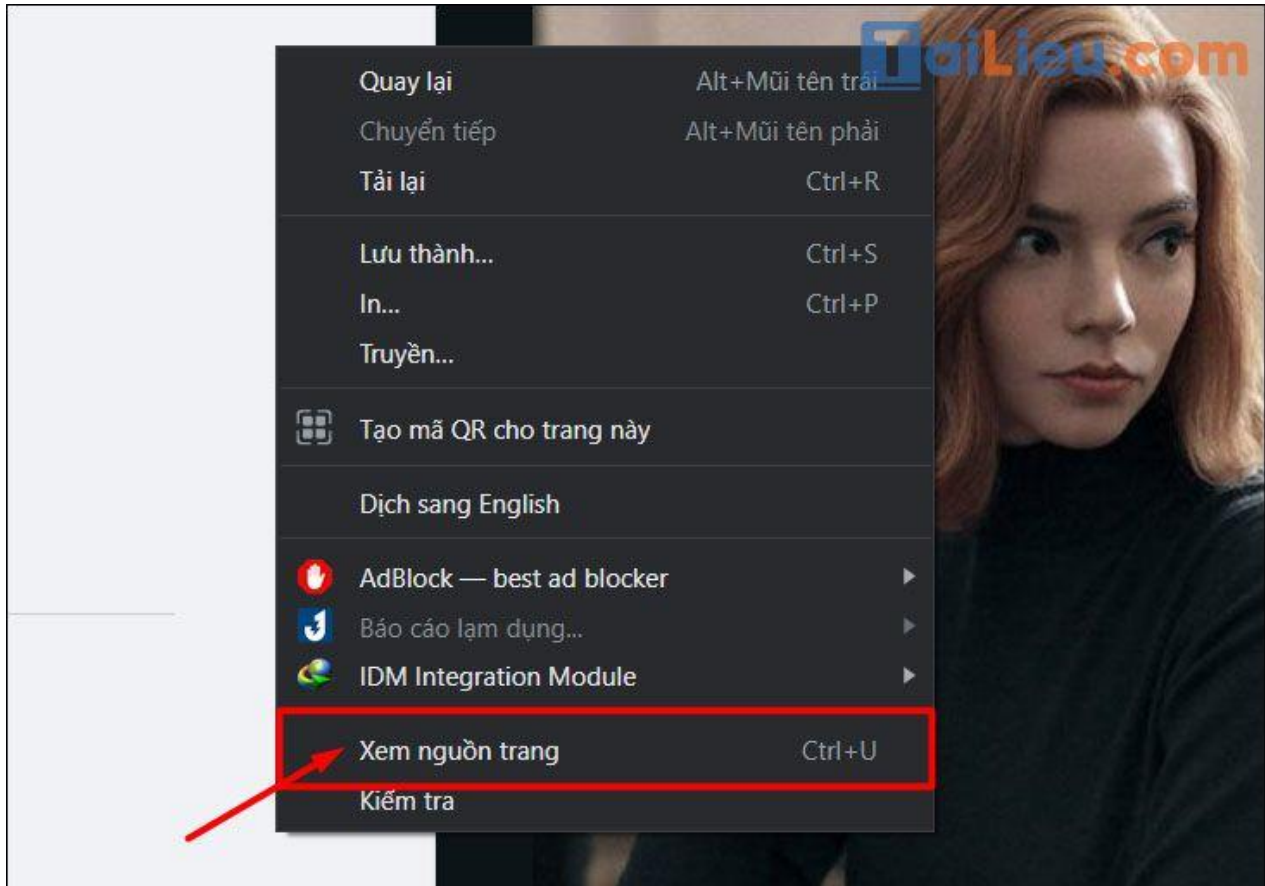 TaiLieu.com
Quay lại Alt+Mũi tên trái
Chuyển tiếp Alt+Mũi tên phải
Tải lại Ctrl+R
Lưu thành... Ctrl+S
In... Ctrl+P
Truyền...
Tạo mã QR cho trang này
Dịch sang English
AdBlock — best ad blocker
Báo cáo lạm dụng...
IDM Integration Module
Xem nguồn trang Ctrl+U
Kiểm tra